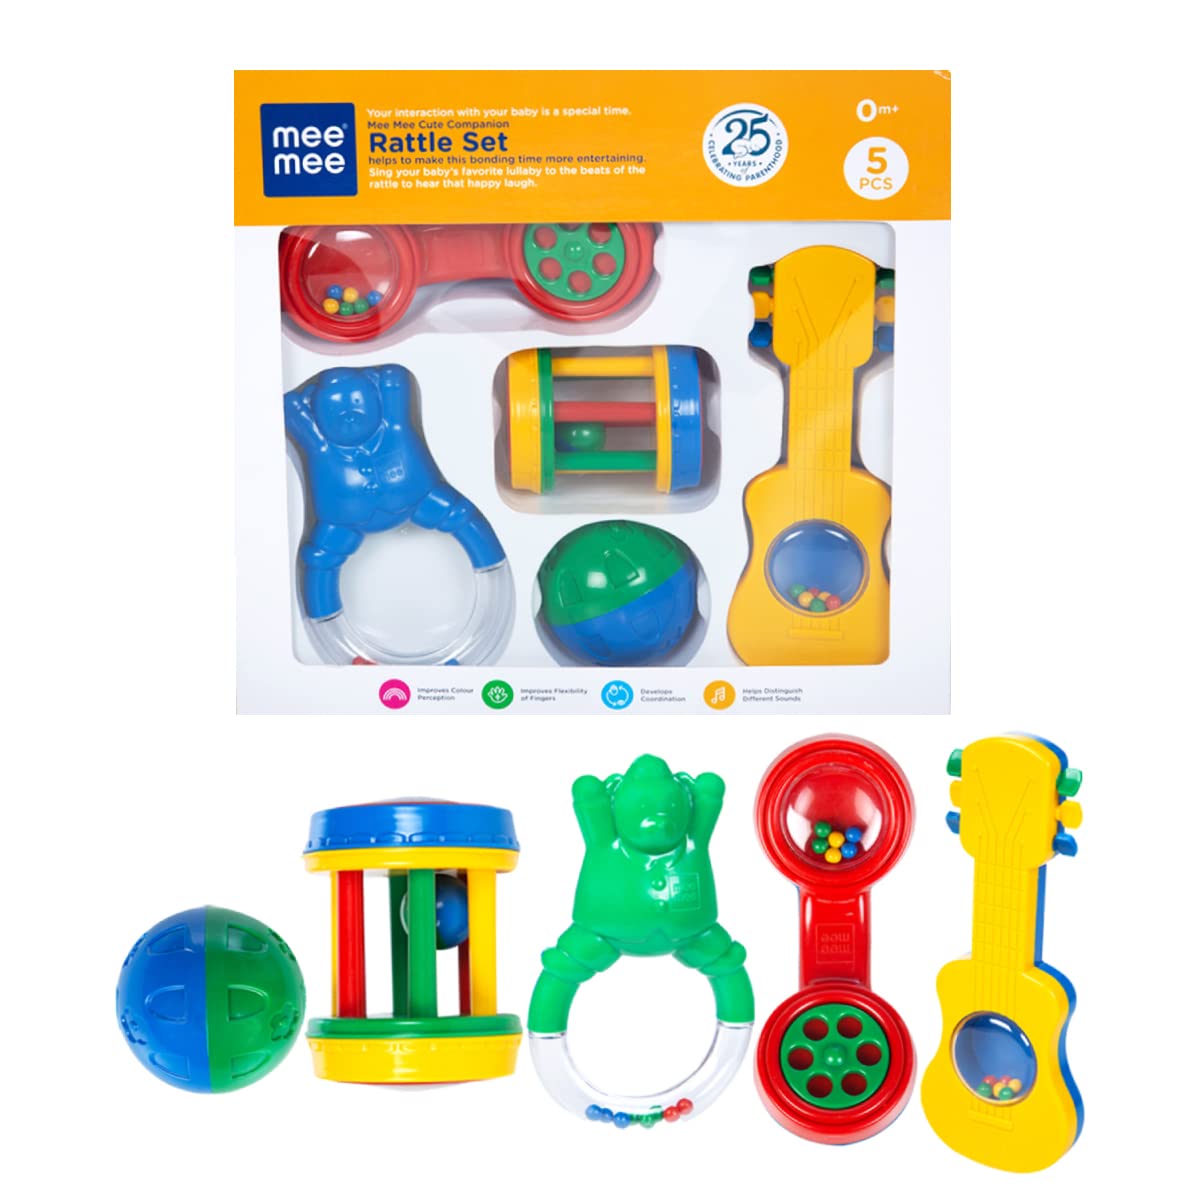 mee
mee
Your interaction with your baby is a special time.
Mee Mee Cute Companion
Rattle Set
helps to make this bonding time more entertaining.
Sing your baby's favorite lullaby to the beats of the
rattle to hear that happy laugh.
25
YEARS
of
CELEBRATING PARENTHOOD
0m+
5
PCS
Improves Colour
Perception
Improves Flexibility
of Fingers
Develops
Coordination
Helps Distinguish
Different Sounds
mee
mee
mee
mee